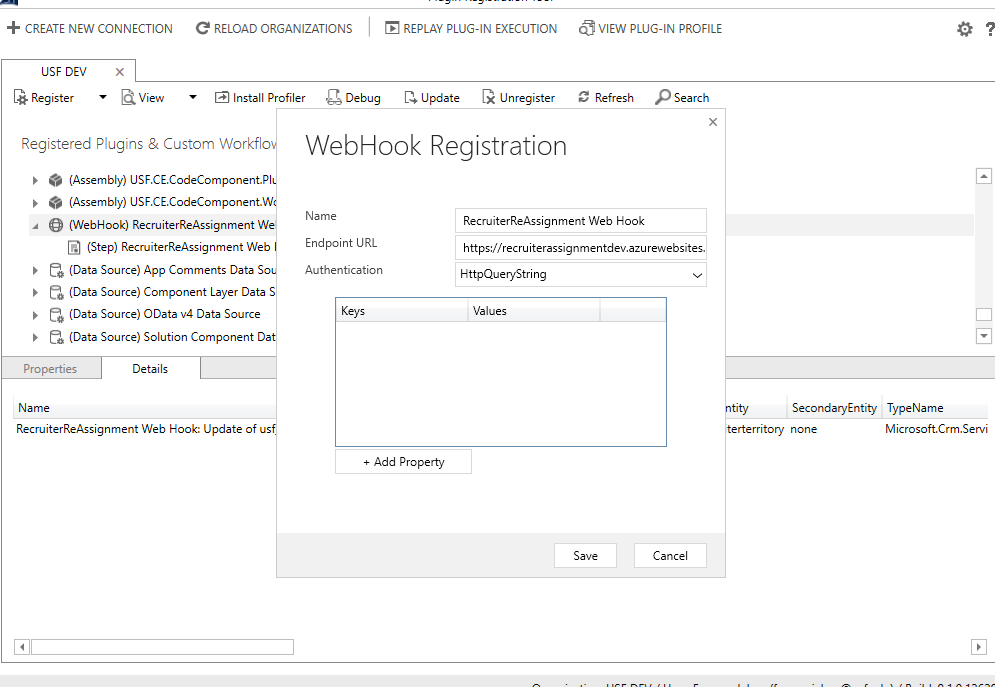 + CREATE NEW CONNECTION RELOAD ORGANIZATIONS REPLAY PLUG-IN EXECUTION VIEW PLUG-IN PROFILE ?
USF DEV
Register View Install Profiler Debug Update Unregister Refresh Search
Registered Plugins & Custom Workflow
(Assembly) USF.CE.CodeComponent.Plu
(Assembly) USF.CE.CodeComponent.Wo
(WebHook) RecruiterReAssignment We
(Step) RecruiterReAssignment Web
(Data Source) App Comments Data Sou
(Data Source) Component Layer Data S
(Data Source) OData v4 Data Source
(Data Source) Solution Component Dat
Properties Details
Name
ntity SecondaryEntity TypeName
RecruiterReAssignment Web Hook: Update of usf_
terterritory none Microsoft.Crm.Servi
WebHook Registration
Name RecruiterReAssignment Web Hook
Endpoint URL https://recruiterassignmentdev.azurewebsites.
Authentication HttpQueryString
Keys Values
+ Add Property
Save Cancel